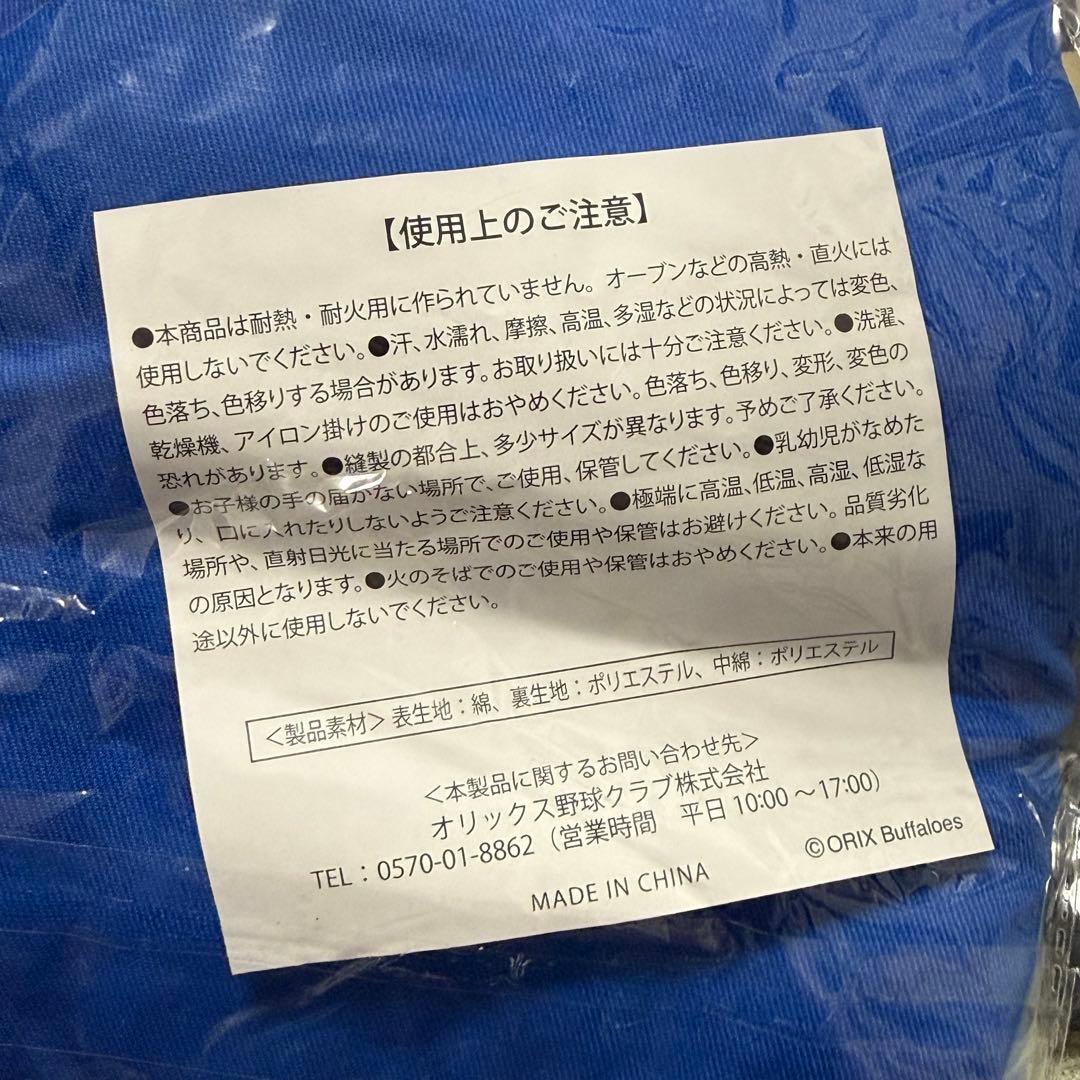 【使用上のご注意】
●本商品は耐熱・耐火用に作られていません。オーブンなどの高熱・直火には
使用しないでください。●汗、水濡れ、摩擦、高温、多湿などの状況によっては変色、
色落ち、色移りする場合があります。お取り扱いには十分ご注意ください。●洗濯、
乾燥機、アイロン掛けのご使用はおやめください。色落ち、色移り、変形、変色の
恐れがあります。●縫製の都合上、多少サイズが異なります。予めご了承ください。
●お子様の手の届かない場所で、ご使用、保管してください。●乳幼児がなめた
り、口に入れたりしないようご注意ください。●極端に高温、低温、高湿、低湿な
場所や、直射日光に当たる場所でのご使用や保管はお避けください。品質劣化
の原因となります。●火のそばでのご使用や保管はおやめください。●本来の用
途以外に使用しないでください。
＜製品素材＞表生地：綿、裏生地：ポリエステル、中綿：ポリエステル
＜本製品に関するお問い合わせ先＞
オリックス野球クラブ株式会社
TEL：0570-01-8862（営業時間　平日 10:00～17:00）
©ORIX Buffaloes
MADE IN CHINA